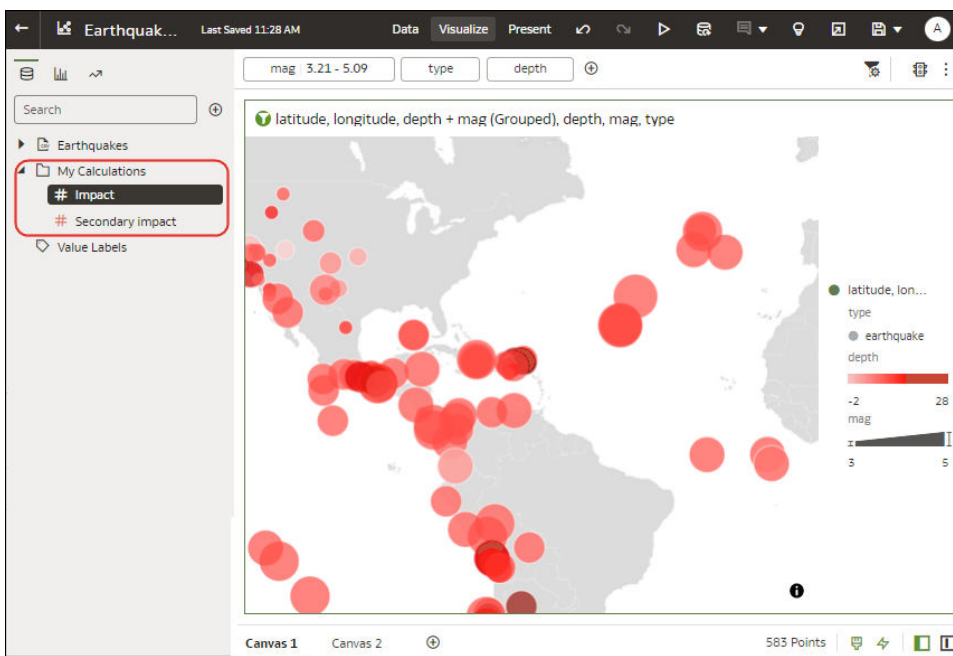 Earthquak... Last Saved 11:28 AM Data Visualize Present A
mag 3.21 - 5.09 type depth
Search
Earthquakes
My Calculations
# Impact
# Secondary impact
Value Labels
latitude, longitude, depth + mag (Grouped), depth, mag, type
latitude, lon...
type
earthquake
depth
-2 28
mag
3 5
Canvas 1 Canvas 2 583 Points